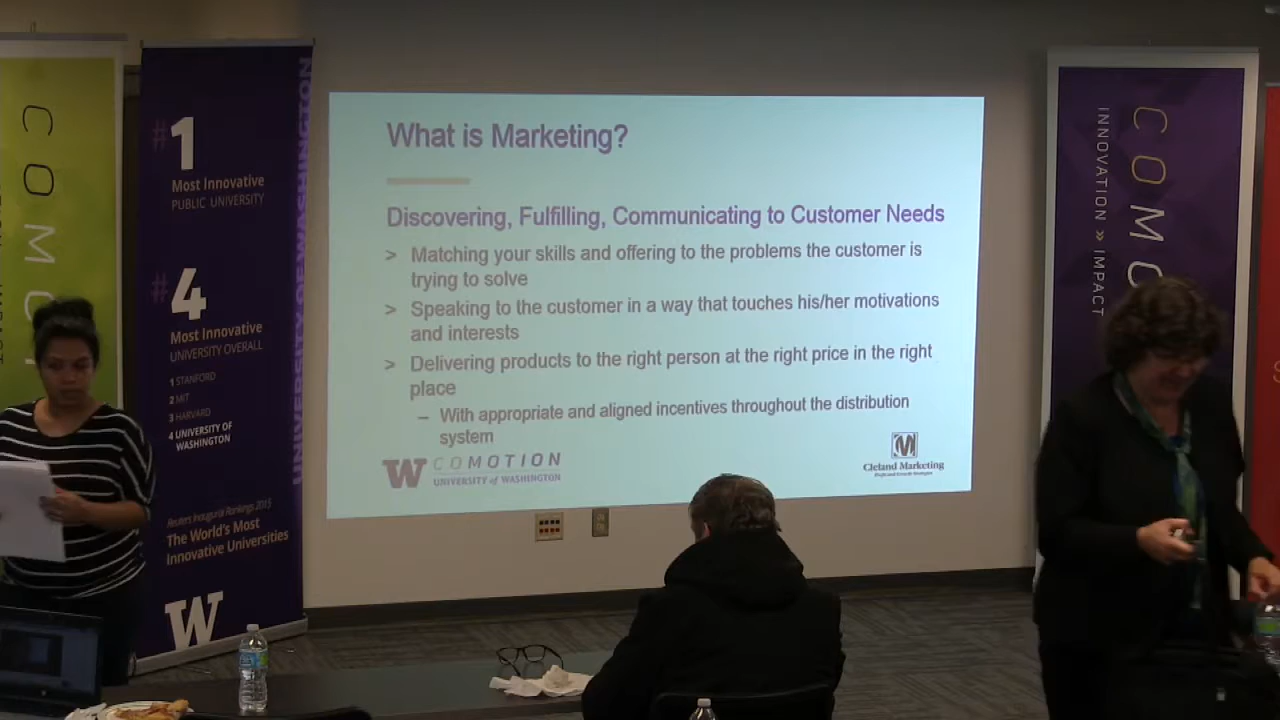 COMO
#1
Most Innovative
PUBLIC UNIVERSITY
#4
Most Innovative
UNIVERSITY OVERALL
1 STANFORD
2 MIT
3 HARVARD
4 UNIVERSITY OF
WASHINGTON
Reuters Inaugural Rankings 2015
The World's Most
Innovative Universities
W
UNIVERSITY OF WASHINGTON
What is Marketing?
Discovering, Fulfilling, Communicating to Customer Needs
> Matching your skills and offering to the problems the customer is
trying to solve
> Speaking to the customer in a way that touches his/her motivations
and interests
> Delivering products to the right person at the right price in the right
place
– With appropriate and aligned incentives throughout the distribution
system
W COMOTION
UNIVERSITY of WASHINGTON
M
Cleland Marketing
COMO
INNOVATION » IMPACT